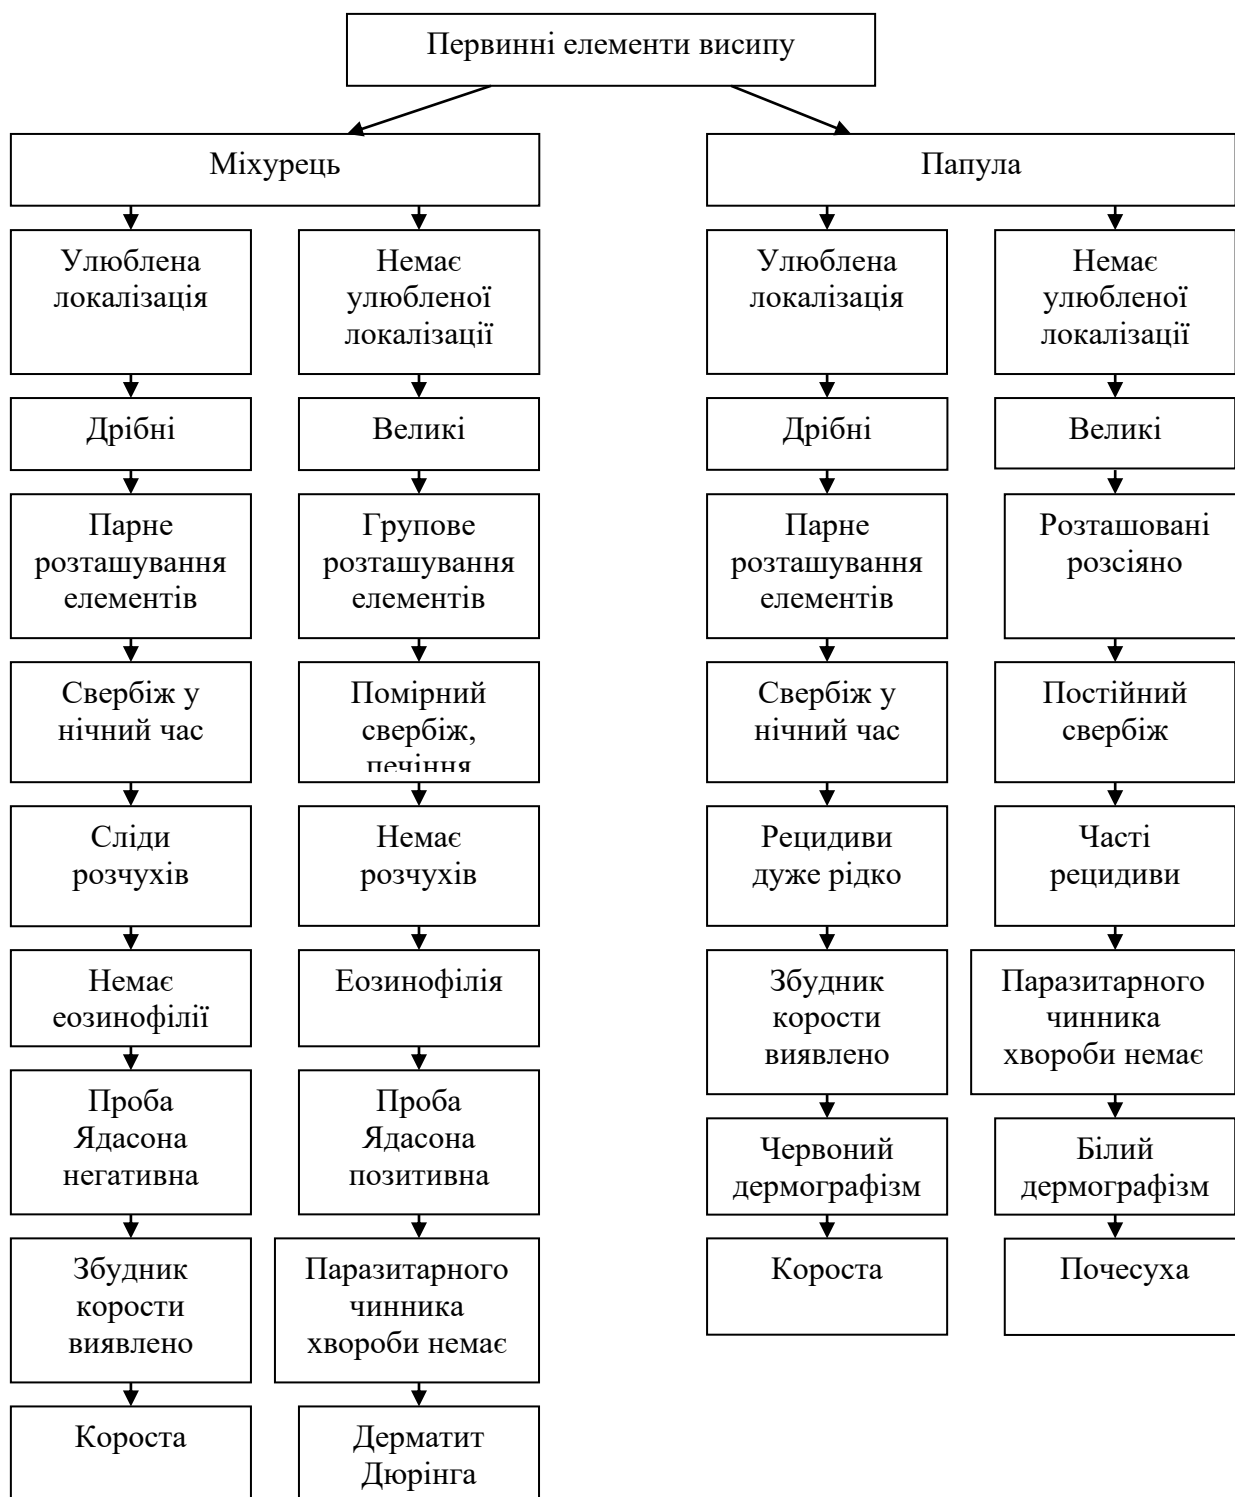 Первинні елементи висипу
Міхурець
Папула
Улюблена
локалізація
Немає
улюбленої
локалізації
Улюблена
локалізація
Немає
улюбленої
локалізації
Дрібні
Великі
Дрібні
Великі
Парне
розташування
елементів
Групове
розташування
елементів
Парне
розташування
елементів
Розташовані
розсіяно
Свербіж у
нічний час
Помірний
свербіж,
печіння
Свербіж у
нічний час
Постійний
свербіж
Сліди
розчухів
Немає
розчухів
Рецидиви
дуже рідко
Часті
рецидиви
Немає
еозинофілії
Еозинофілія
Збудник
корости
виявлено
Паразитарного
чинника
хвороби немає
Проба
Ядасона
негативна
Проба
Ядасона
позитивна
Червоний
дермографізм
Білий
дермографізм
Збудник
корости
виявлено
Паразитарного
чинника
хвороби немає
Короста
Почесуха
Короста
Дерматит
Дюрінга